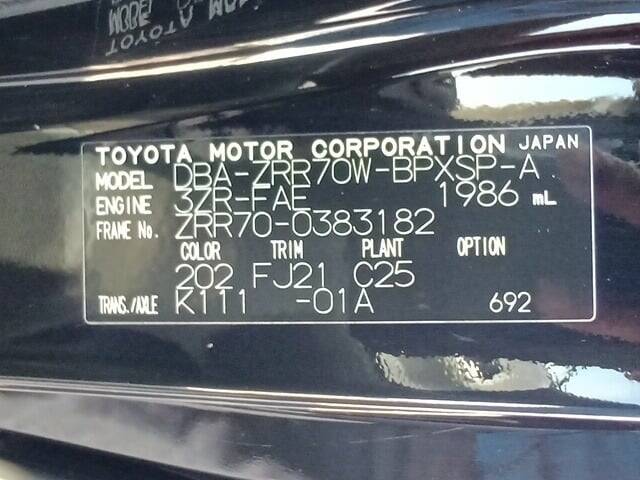 TOYOTA MOTOR CORPORATION JAPAN
MODEL DBA-ZRR70W-BPXSP-A
ENGINE 3ZR-FAE 1986 mL
FRAME No. ZRR70-0383182
COLOR TRIM PLANT OPTION
202 FJ21 C25
TRANS./AXLE K111 -01A 692